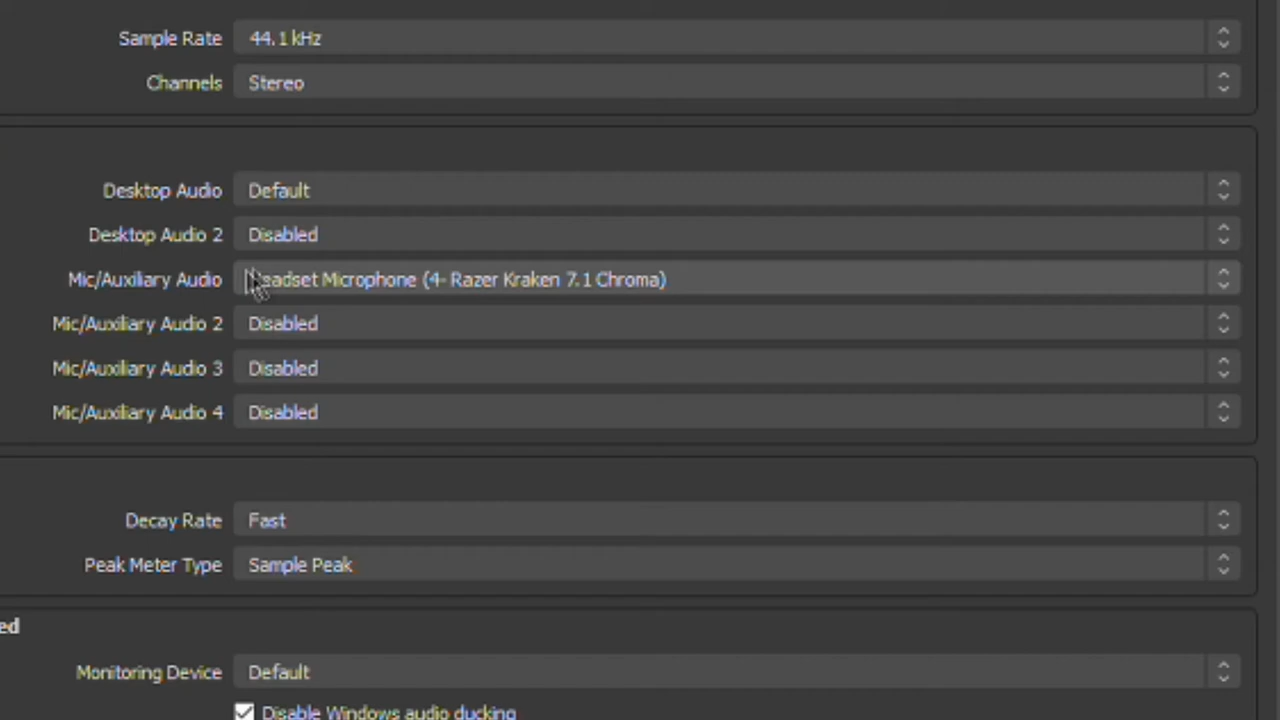 Sample Rate 44.1 kHz
Channels Stereo
Desktop Audio Default
Desktop Audio 2 Disabled
Mic/Auxiliary Audio Headset Microphone (4- Razer Kraken 7.1 Chroma)
Mic/Auxiliary Audio 2 Disabled
Mic/Auxiliary Audio 3 Disabled
Mic/Auxiliary Audio 4 Disabled
Decay Rate Fast
Peak Meter Type Sample Peak
ed
Monitoring Device Default
Disable Windows audio ducking